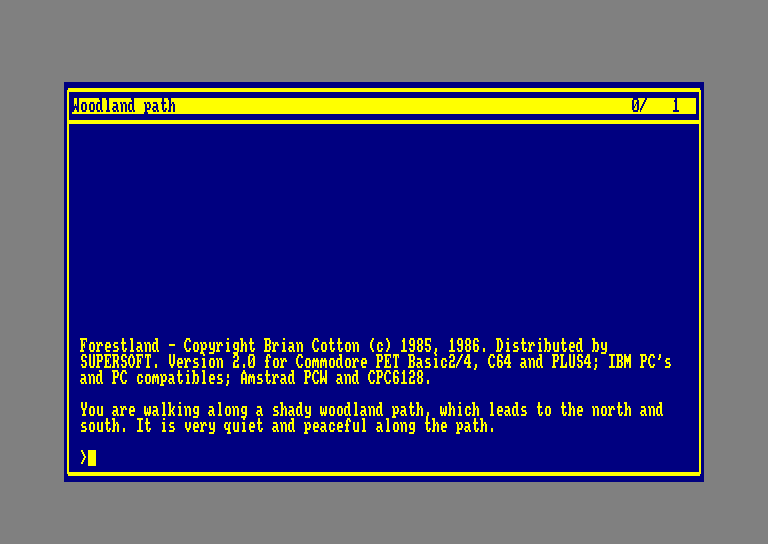 Woodland path 0/ 1
Forestland - Copyright Brian Cotton (c) 1985, 1986. Distributed by
SUPERSOFT. Version 2.0 for Commodore PET Basic2/4, C64 and PLUS4; IBM PC's
and PC compatibles; Amstrad PCW and CPC6128.
You are walking along a shady woodland path, which leads to the north and
south. It is very quiet and peaceful along the path.
>